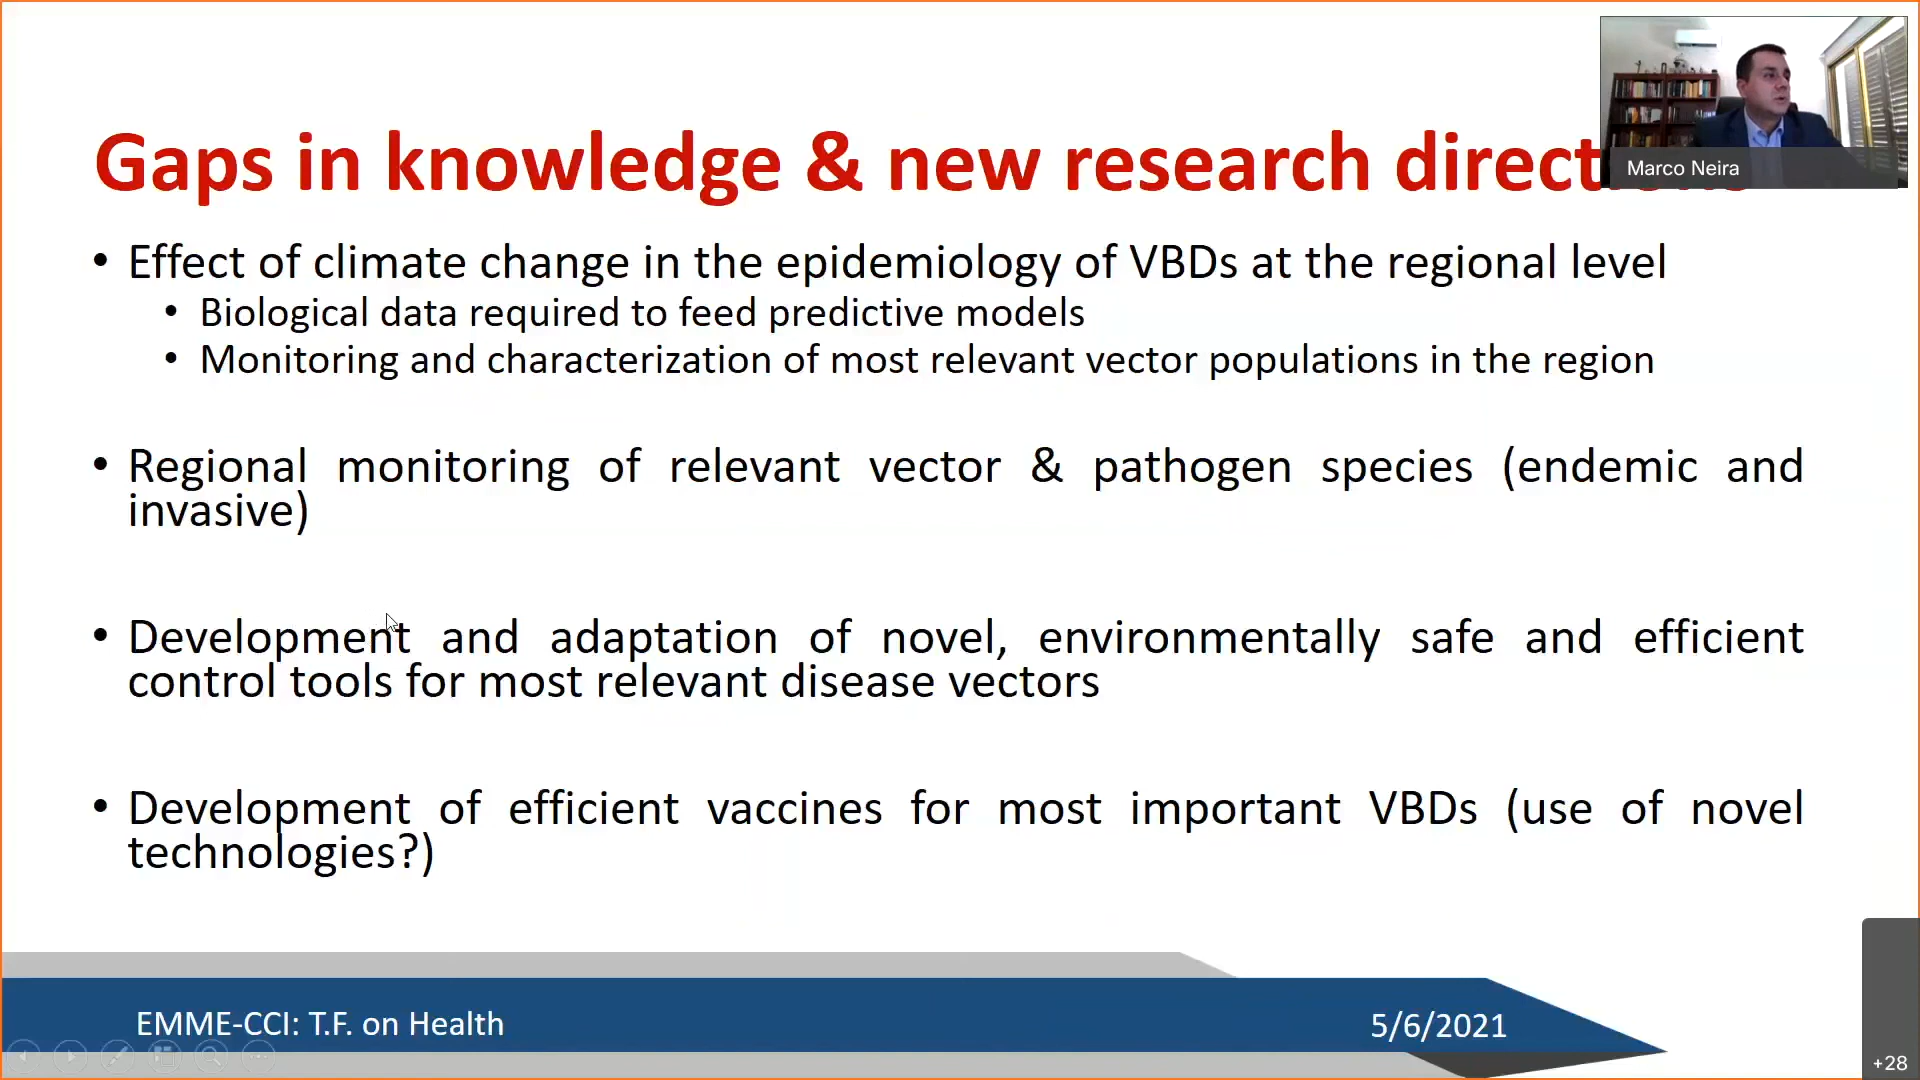 Gaps in knowledge & new research direct
Marco Neira
• Effect of climate change in the epidemiology of VBDs at the regional level
• Biological data required to feed predictive models
• Monitoring and characterization of most relevant vector populations in the region
• Regional monitoring of relevant vector & pathogen species (endemic and
invasive)
• Development and adaptation of novel, environmentally safe and efficient
control tools for most relevant disease vectors
• Development of efficient vaccines for most important VBDs (use of novel
technologies?)
EMME-CCI: T.F. on Health
5/6/2021
+28